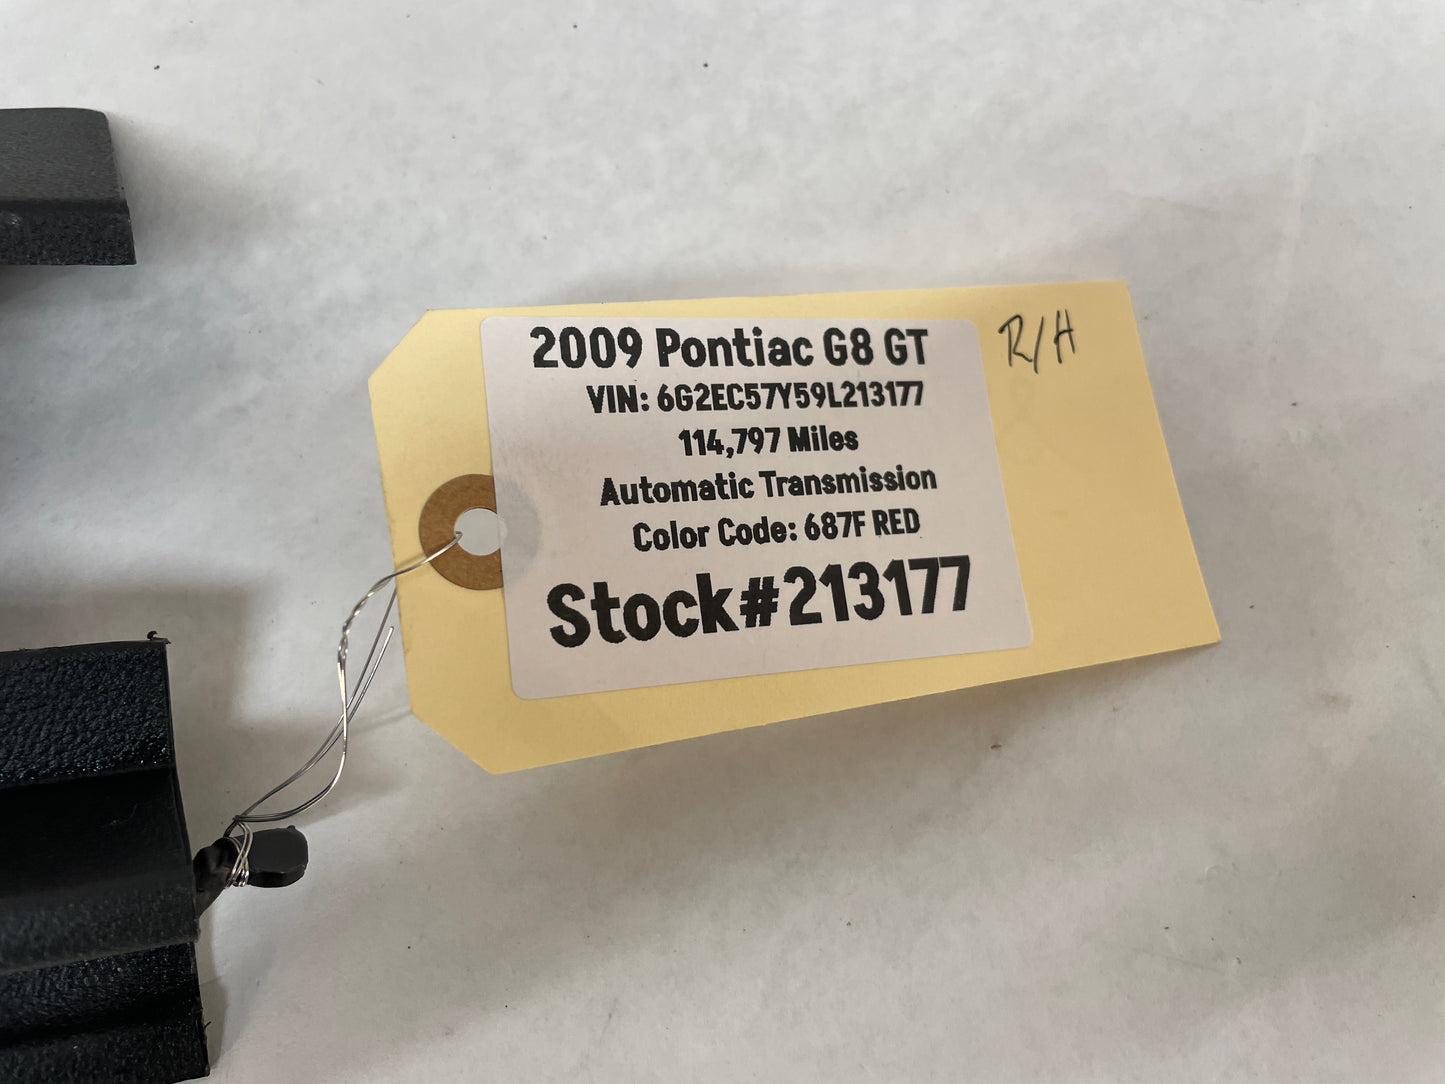 2009 Pontiac G8 GT
R/H
VIN: 6G2EC57Y59L213177
114,797 Miles
Automatic Transmission
Color Code: 687F RED
Stock#213177